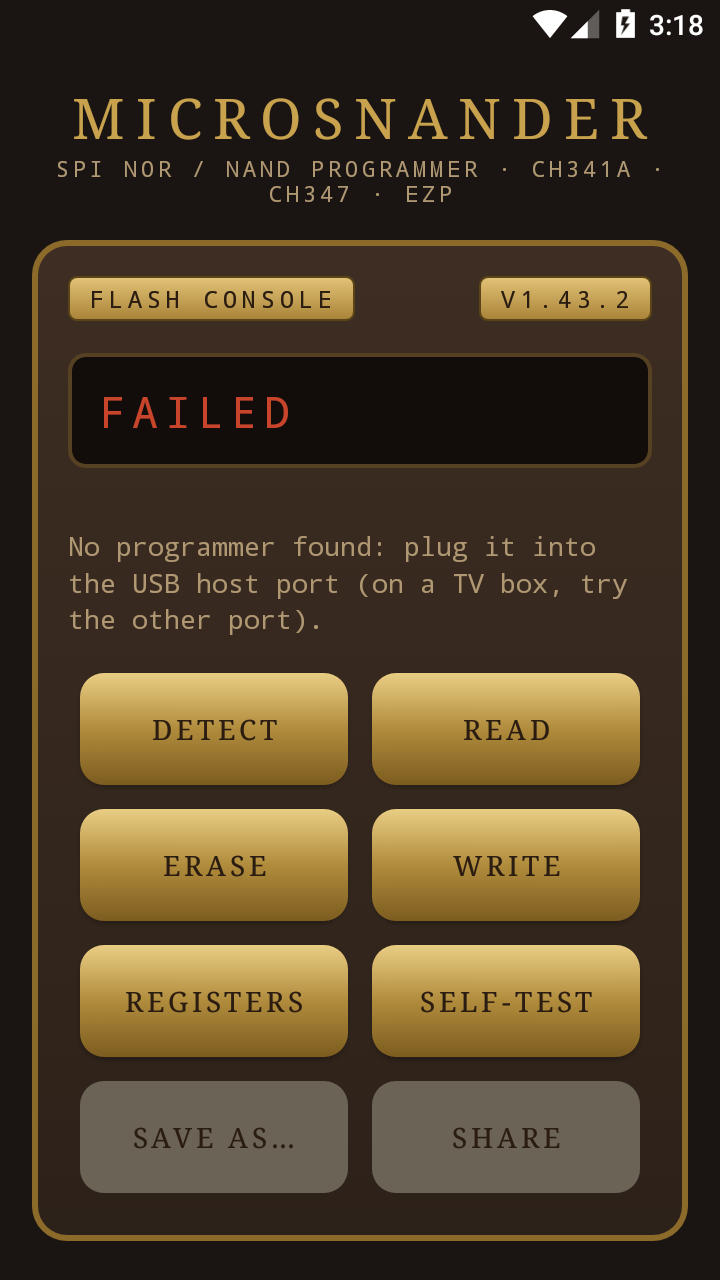 3:18
MICROSNANDER
SPI NOR / NAND PROGRAMMER · CH341A ·
CH347 · EZP
FLASH CONSOLE V1.43.2
FAILED
No programmer found: plug it into
the USB host port (on a TV box, try
the other port).
DETECT READ
ERASE WRITE
REGISTERS SELF-TEST
SAVE AS… SHARE